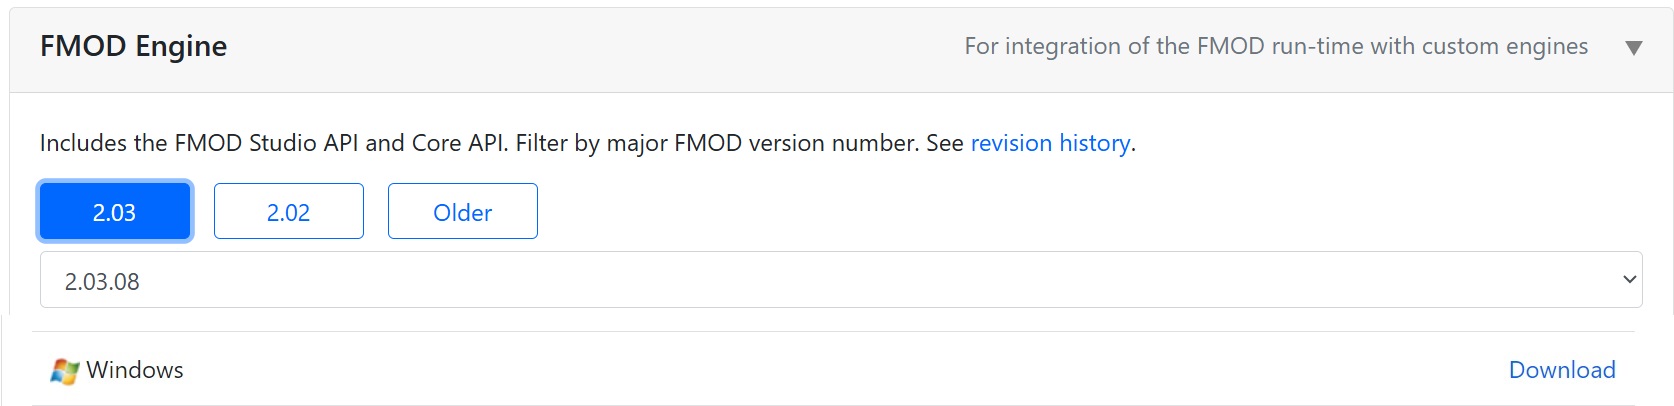 FMOD Engine For integration of the FMOD run-time with custom engines
Includes the FMOD Studio API and Core API. Filter by major FMOD version number. See revision history.
2.03 2.02 Older
2.03.08
Windows Download